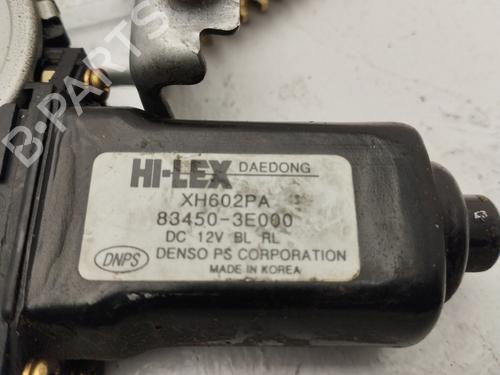 HI-LEX DAEDONG
XH602PA
83450-3E000
DC 12V BL RL
DNPS DENSO PS CORPORATION
MADE IN KOREA
B-PARTS